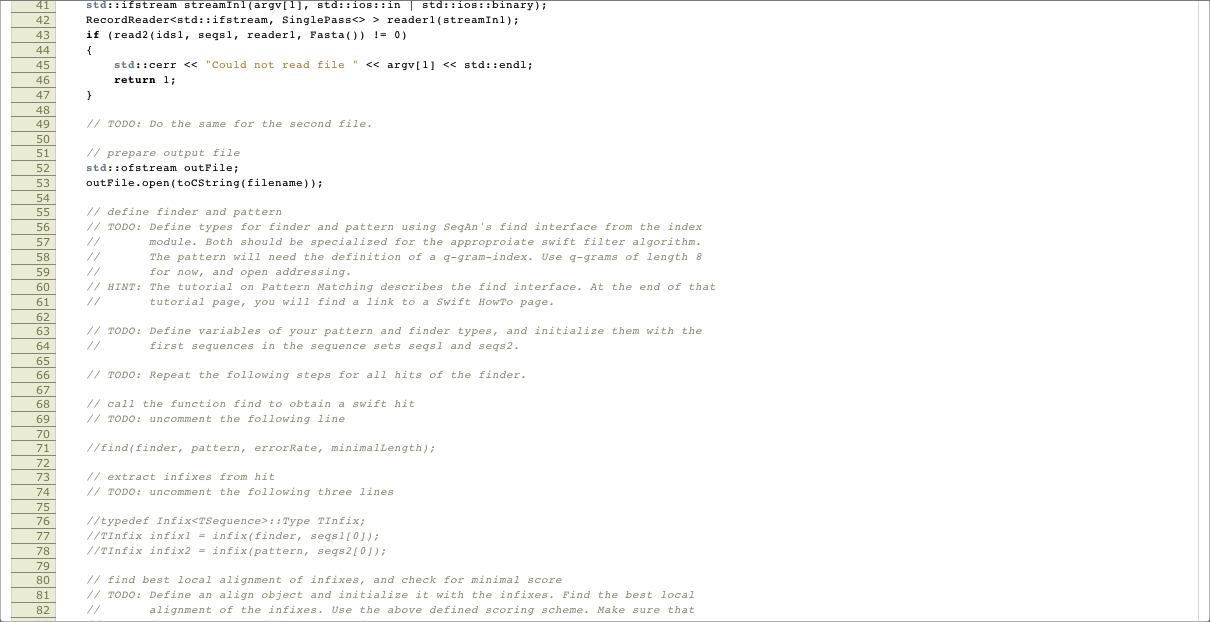 41 std::ifstream streamIn1(argv[1], std::ios::in | std::ios::binary);
42 RecordReader<std::ifstream, SinglePass<> > reader1(streamIn1);
43 if (read2(ids1, seqs1, reader1, Fasta()) != 0)
44 {
45 std::cerr << "Could not read file " << argv[1] << std::endl;
46 return 1;
47 }
48
49 // TODO: Do the same for the second file.
50
51 // prepare output file
52 std::ofstream outFile;
53 outFile.open(toCString(filename));
54
55 // define finder and pattern
56 // TODO: Define types for finder and pattern using SeqAn's find interface from the index
57 // module. Both should be specialized for the approproiate swift filter algorithm.
58 // The pattern will need the definition of a q-gram-index. Use q-grams of length 8
59 // for now, and open addressing.
60 // HINT: The tutorial on Pattern Matching describes the find interface. At the end of that
61 // tutorial page, you will find a link to a Swift HowTo page.
62
63 // TODO: Define variables of your pattern and finder types, and initialize them with the
64 // first sequences in the sequence sets seqs1 and seqs2.
65
66 // TODO: Repeat the following steps for all hits of the finder.
67
68 // call the function find to obtain a swift hit
69 // TODO: uncomment the following line
70
71 //find(finder, pattern, errorRate, minimalLength);
72
73 // extract infixes from hit
74 // TODO: uncomment the following three lines
75
76 //typedef Infix<TSequence>::Type TInfix;
77 //TInfix infix1 = infix(finder, seqs1[0]);
78 //TInfix infix2 = infix(pattern, seqs2[0]);
79
80 // find best local alignment of infixes, and check for minimal score
81 // TODO: Define an align object and initialize it with the infixes. Find the best local
82 // alignment of the infixes. Use the above defined scoring scheme. Make sure that